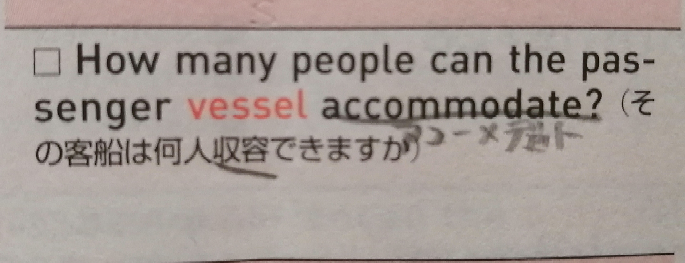 □ How many people can the pas-
senger vessel accommodate?（そ
の客船は何人収容できますか）
アコーメデート